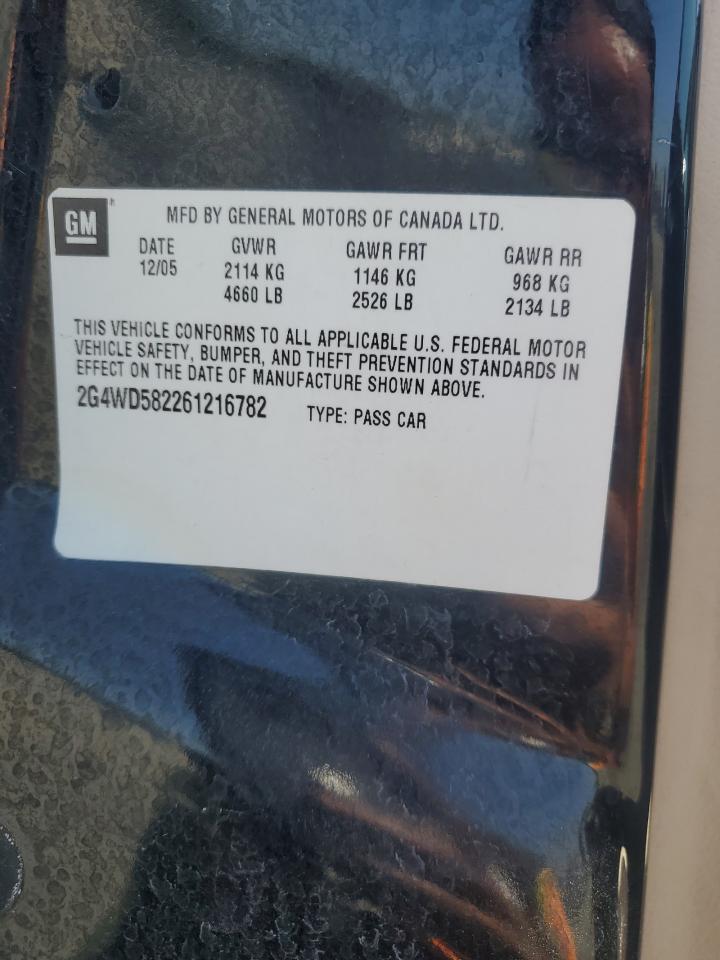 GM
MFD BY GENERAL MOTORS OF CANADA LTD.
DATE GVWR GAWR FRT GAWR RR
12/05 2114 KG 1146 KG 968 KG
4660 LB 2526 LB 2134 LB
THIS VEHICLE CONFORMS TO ALL APPLICABLE U.S. FEDERAL MOTOR
VEHICLE SAFETY, BUMPER, AND THEFT PREVENTION STANDARDS IN
EFFECT ON THE DATE OF MANUFACTURE SHOWN ABOVE.
2G4WD582261216782 TYPE: PASS CAR